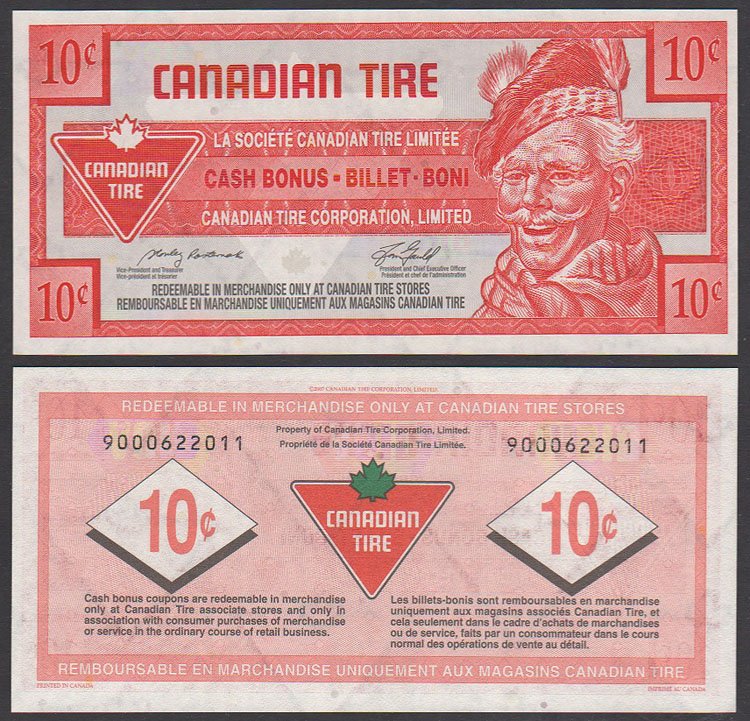 10¢
CANADIAN TIRE
10¢
LA SOCIÉTÉ CANADIAN TIRE LIMITÉE
CANADIAN
TIRE
CASH BONUS - BILLET - BONI
CANADIAN TIRE CORPORATION, LIMITED
Vice-President and Treasurer
Vice-président et trésorier
President and Chief Executive Officer
Président et chef de l'administration
REDEEMABLE IN MERCHANDISE ONLY AT CANADIAN TIRE STORES
REMBOURSABLE EN MARCHANDISE UNIQUEMENT AUX MAGASINS CANADIAN TIRE
10¢
10¢
©2007 CANADIAN TIRE CORPORATION, LIMITED.
REDEEMABLE IN MERCHANDISE ONLY AT CANADIAN TIRE STORES
Property of Canadian Tire Corporation, Limited.
Propriété de la Société Canadian Tire Limitée.
9000622011
9000622011
10¢
CANADIAN
TIRE
10¢
Cash bonus coupons are redeemable in merchandise
only at Canadian Tire associate stores and only in
association with consumer purchases of merchandise
or service in the ordinary course of retail business.
Les billets-bonis sont remboursables en marchandise
uniquement aux magasins associés Canadian Tire, et
cela seulement dans le cadre d'achats de marchandises
ou de service, faits par un consommateur dans le cours
normal des opérations de vente au détail.
REMBOURSABLE EN MARCHANDISE UNIQUEMENT AUX MAGASINS CANADIAN TIRE
PRINTED IN CANADA
IMPRIMÉ AU CANADA